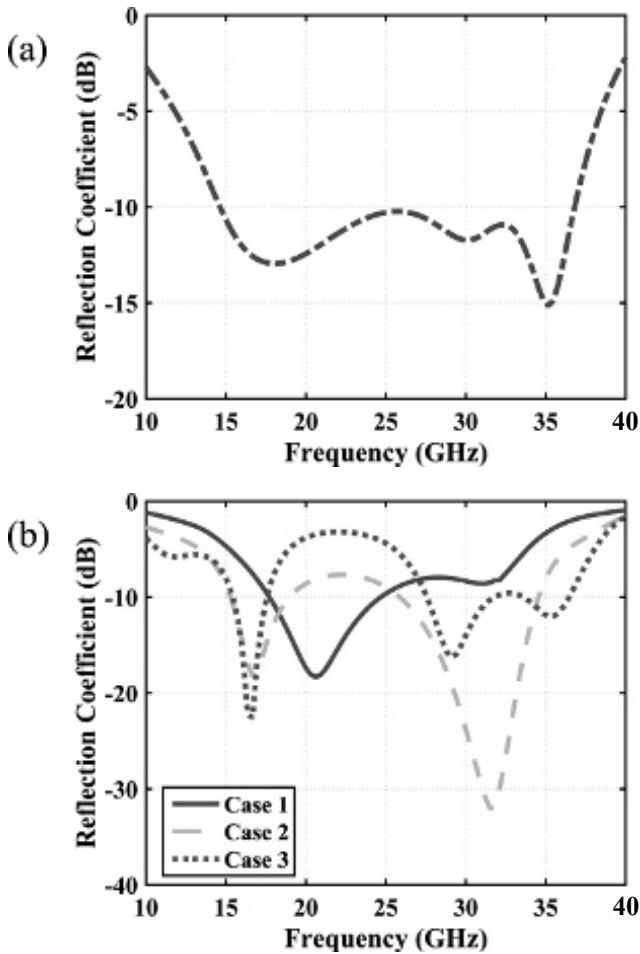 (a)
Reflection Coefficient (dB)
0
-5
-10
-15
-20
10 15 20 25 30 35 40
Frequency (GHz)
(b)
Reflection Coefficient (dB)
0
-10
-20
-30
-40
Case 1
Case 2
Case 3
10 15 20 25 30 35 40
Frequency (GHz)